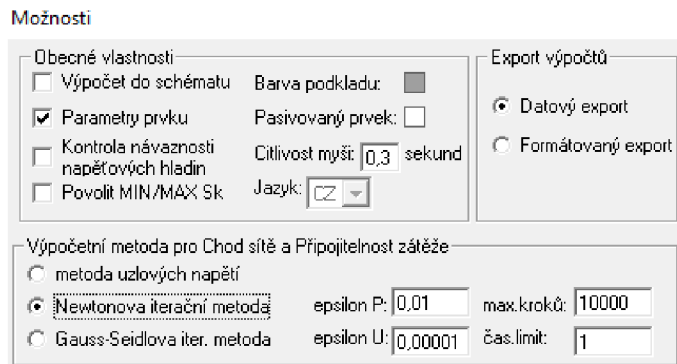 Možnosti
Obecné vlastnosti
Výpočet do schématu
Parametry prvku
Kontrola návaznosti
napěťových hladin
Povolit MIN/MAX Sk
Barva podkladu:
Pasivovaný prvek:
Citlivost myši: 0,3 sekund
Jazyk: CZ
Export výpočtů
Datový export
Formátovaný export
Výpočetní metoda pro Chod sítě a Připojitelnost zátěže
metoda uzlových napětí
Newtonova iterační metoda epsilon P: 0,01 max.kroků: 10000
Gauss-Seidlova iter. metoda epsilon U: 0,00001 čas.limit: 1